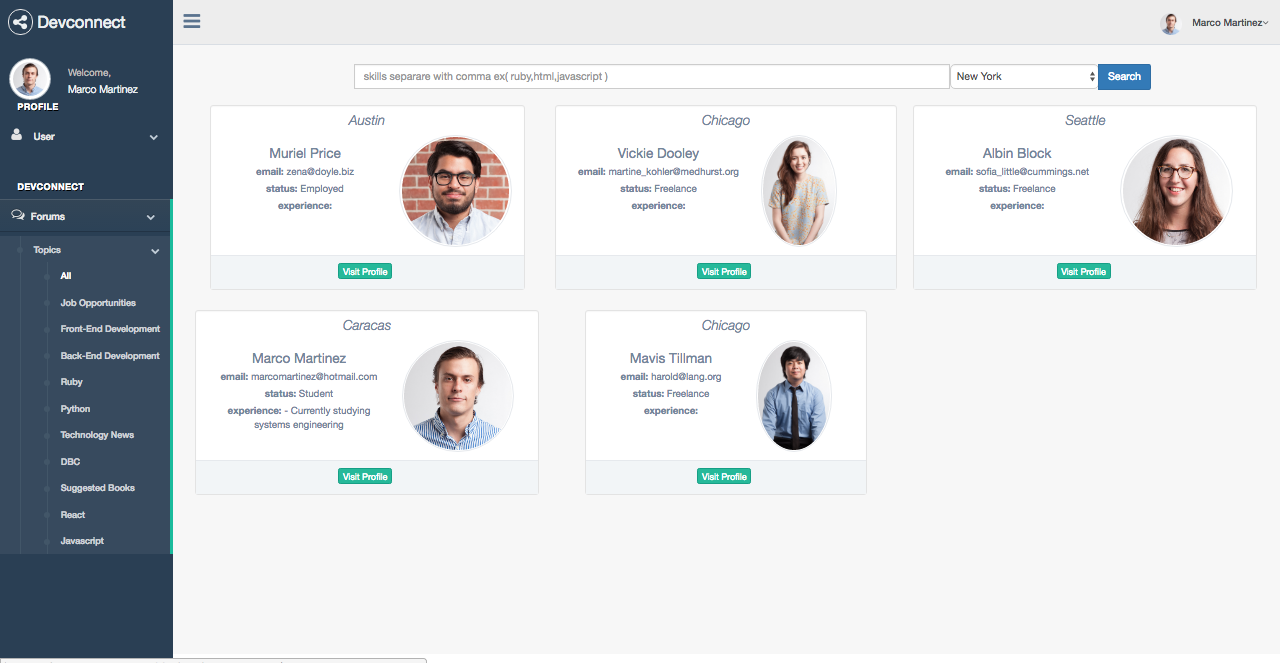 Devconnect
Marco Martinez
Welcome,
Marco Martinez
PROFILE
User
DEVCONNECT
Forums
Topics
All
Job Opportunities
Front-End Development
Back-End Development
Ruby
Python
Technology News
DBC
Suggested Books
React
Javascript
skills separare with comma ex( ruby,html,javascript )
New York
Search
Austin
Muriel Price
email: zena@doyle.biz
status: Employed
experience:
Visit Profile
Chicago
Vickie Dooley
email: martine_kohler@medhurst.org
status: Freelance
experience:
Visit Profile
Seattle
Albin Block
email: sofia_little@cummings.net
status: Freelance
experience:
Visit Profile
Caracas
Marco Martinez
email: marcomartinez@hotmail.com
status: Student
experience: - Currently studying
systems engineering
Visit Profile
Chicago
Mavis Tillman
email: harold@lang.org
status: Freelance
experience:
Visit Profile